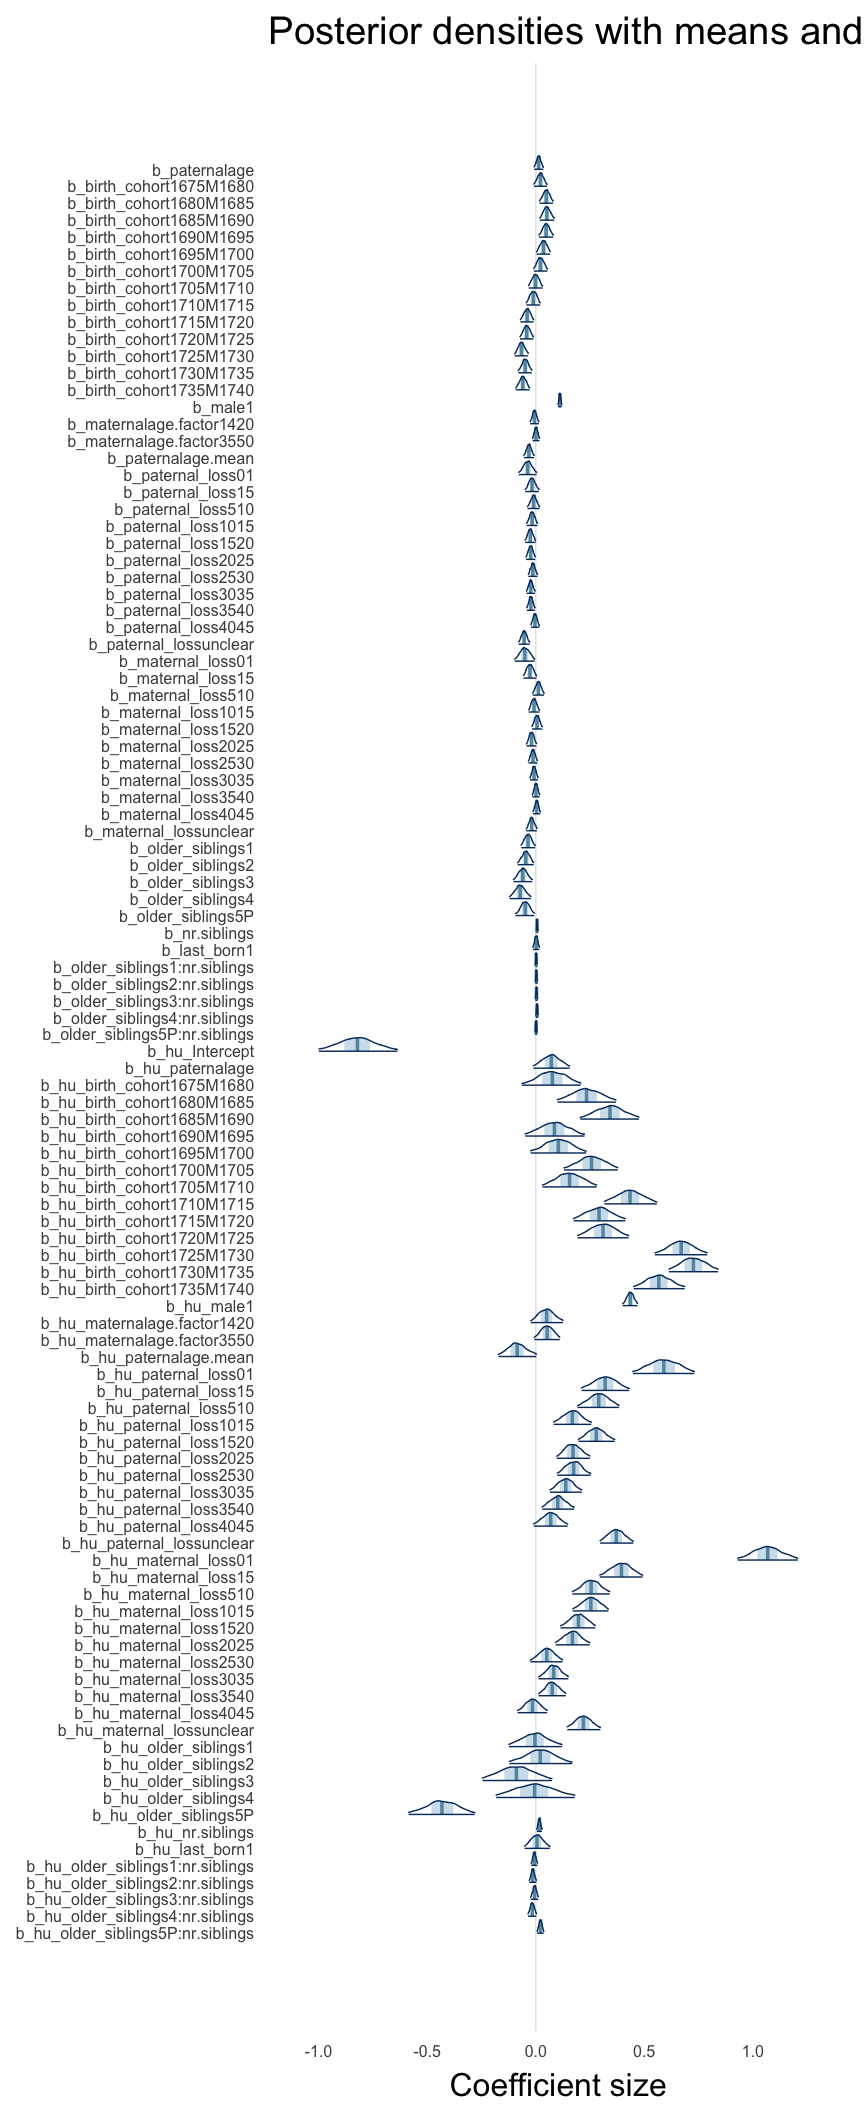 Posterior densities with means and
b_paternalage
b_birth_cohort1675M1680
b_birth_cohort1680M1685
b_birth_cohort1685M1690
b_birth_cohort1690M1695
b_birth_cohort1695M1700
b_birth_cohort1700M1705
b_birth_cohort1705M1710
b_birth_cohort1710M1715
b_birth_cohort1715M1720
b_birth_cohort1720M1725
b_birth_cohort1725M1730
b_birth_cohort1730M1735
b_birth_cohort1735M1740
b_male1
b_maternalage.factor1420
b_maternalage.factor3550
b_paternalage.mean
b_paternal_loss01
b_paternal_loss15
b_paternal_loss510
b_paternal_loss1015
b_paternal_loss1520
b_paternal_loss2025
b_paternal_loss2530
b_paternal_loss3035
b_paternal_loss3540
b_paternal_loss4045
b_paternal_lossunclear
b_maternal_loss01
b_maternal_loss15
b_maternal_loss510
b_maternal_loss1015
b_maternal_loss1520
b_maternal_loss2025
b_maternal_loss2530
b_maternal_loss3035
b_maternal_loss3540
b_maternal_loss4045
b_maternal_lossunclear
b_older_siblings1
b_older_siblings2
b_older_siblings3
b_older_siblings4
b_older_siblings5P
b_nr.siblings
b_last_born1
b_older_siblings1:nr.siblings
b_older_siblings2:nr.siblings
b_older_siblings3:nr.siblings
b_older_siblings4:nr.siblings
b_older_siblings5P:nr.siblings
b_hu_Intercept
b_hu_paternalage
b_hu_birth_cohort1675M1680
b_hu_birth_cohort1680M1685
b_hu_birth_cohort1685M1690
b_hu_birth_cohort1690M1695
b_hu_birth_cohort1695M1700
b_hu_birth_cohort1700M1705
b_hu_birth_cohort1705M1710
b_hu_birth_cohort1710M1715
b_hu_birth_cohort1715M1720
b_hu_birth_cohort1720M1725
b_hu_birth_cohort1725M1730
b_hu_birth_cohort1730M1735
b_hu_birth_cohort1735M1740
b_hu_male1
b_hu_maternalage.factor1420
b_hu_maternalage.factor3550
b_hu_paternalage.mean
b_hu_paternal_loss01
b_hu_paternal_loss15
b_hu_paternal_loss510
b_hu_paternal_loss1015
b_hu_paternal_loss1520
b_hu_paternal_loss2025
b_hu_paternal_loss2530
b_hu_paternal_loss3035
b_hu_paternal_loss3540
b_hu_paternal_loss4045
b_hu_paternal_lossunclear
b_hu_maternal_loss01
b_hu_maternal_loss15
b_hu_maternal_loss510
b_hu_maternal_loss1015
b_hu_maternal_loss1520
b_hu_maternal_loss2025
b_hu_maternal_loss2530
b_hu_maternal_loss3035
b_hu_maternal_loss3540
b_hu_maternal_loss4045
b_hu_maternal_lossunclear
b_hu_older_siblings1
b_hu_older_siblings2
b_hu_older_siblings3
b_hu_older_siblings4
b_hu_older_siblings5P
b_hu_nr.siblings
b_hu_last_born1
b_hu_older_siblings1:nr.siblings
b_hu_older_siblings2:nr.siblings
b_hu_older_siblings3:nr.siblings
b_hu_older_siblings4:nr.siblings
b_hu_older_siblings5P:nr.siblings
-1.0 -0.5 0.0 0.5 1.0
Coefficient size